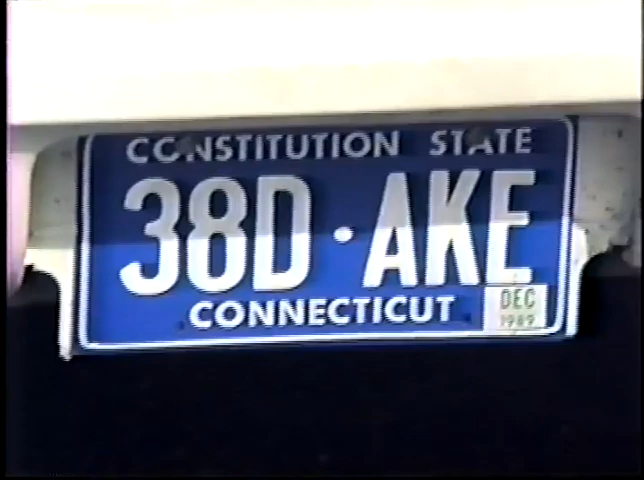 CONSTITUTION STATE
38D·AKE
CONNECTICUT
DEC
1989